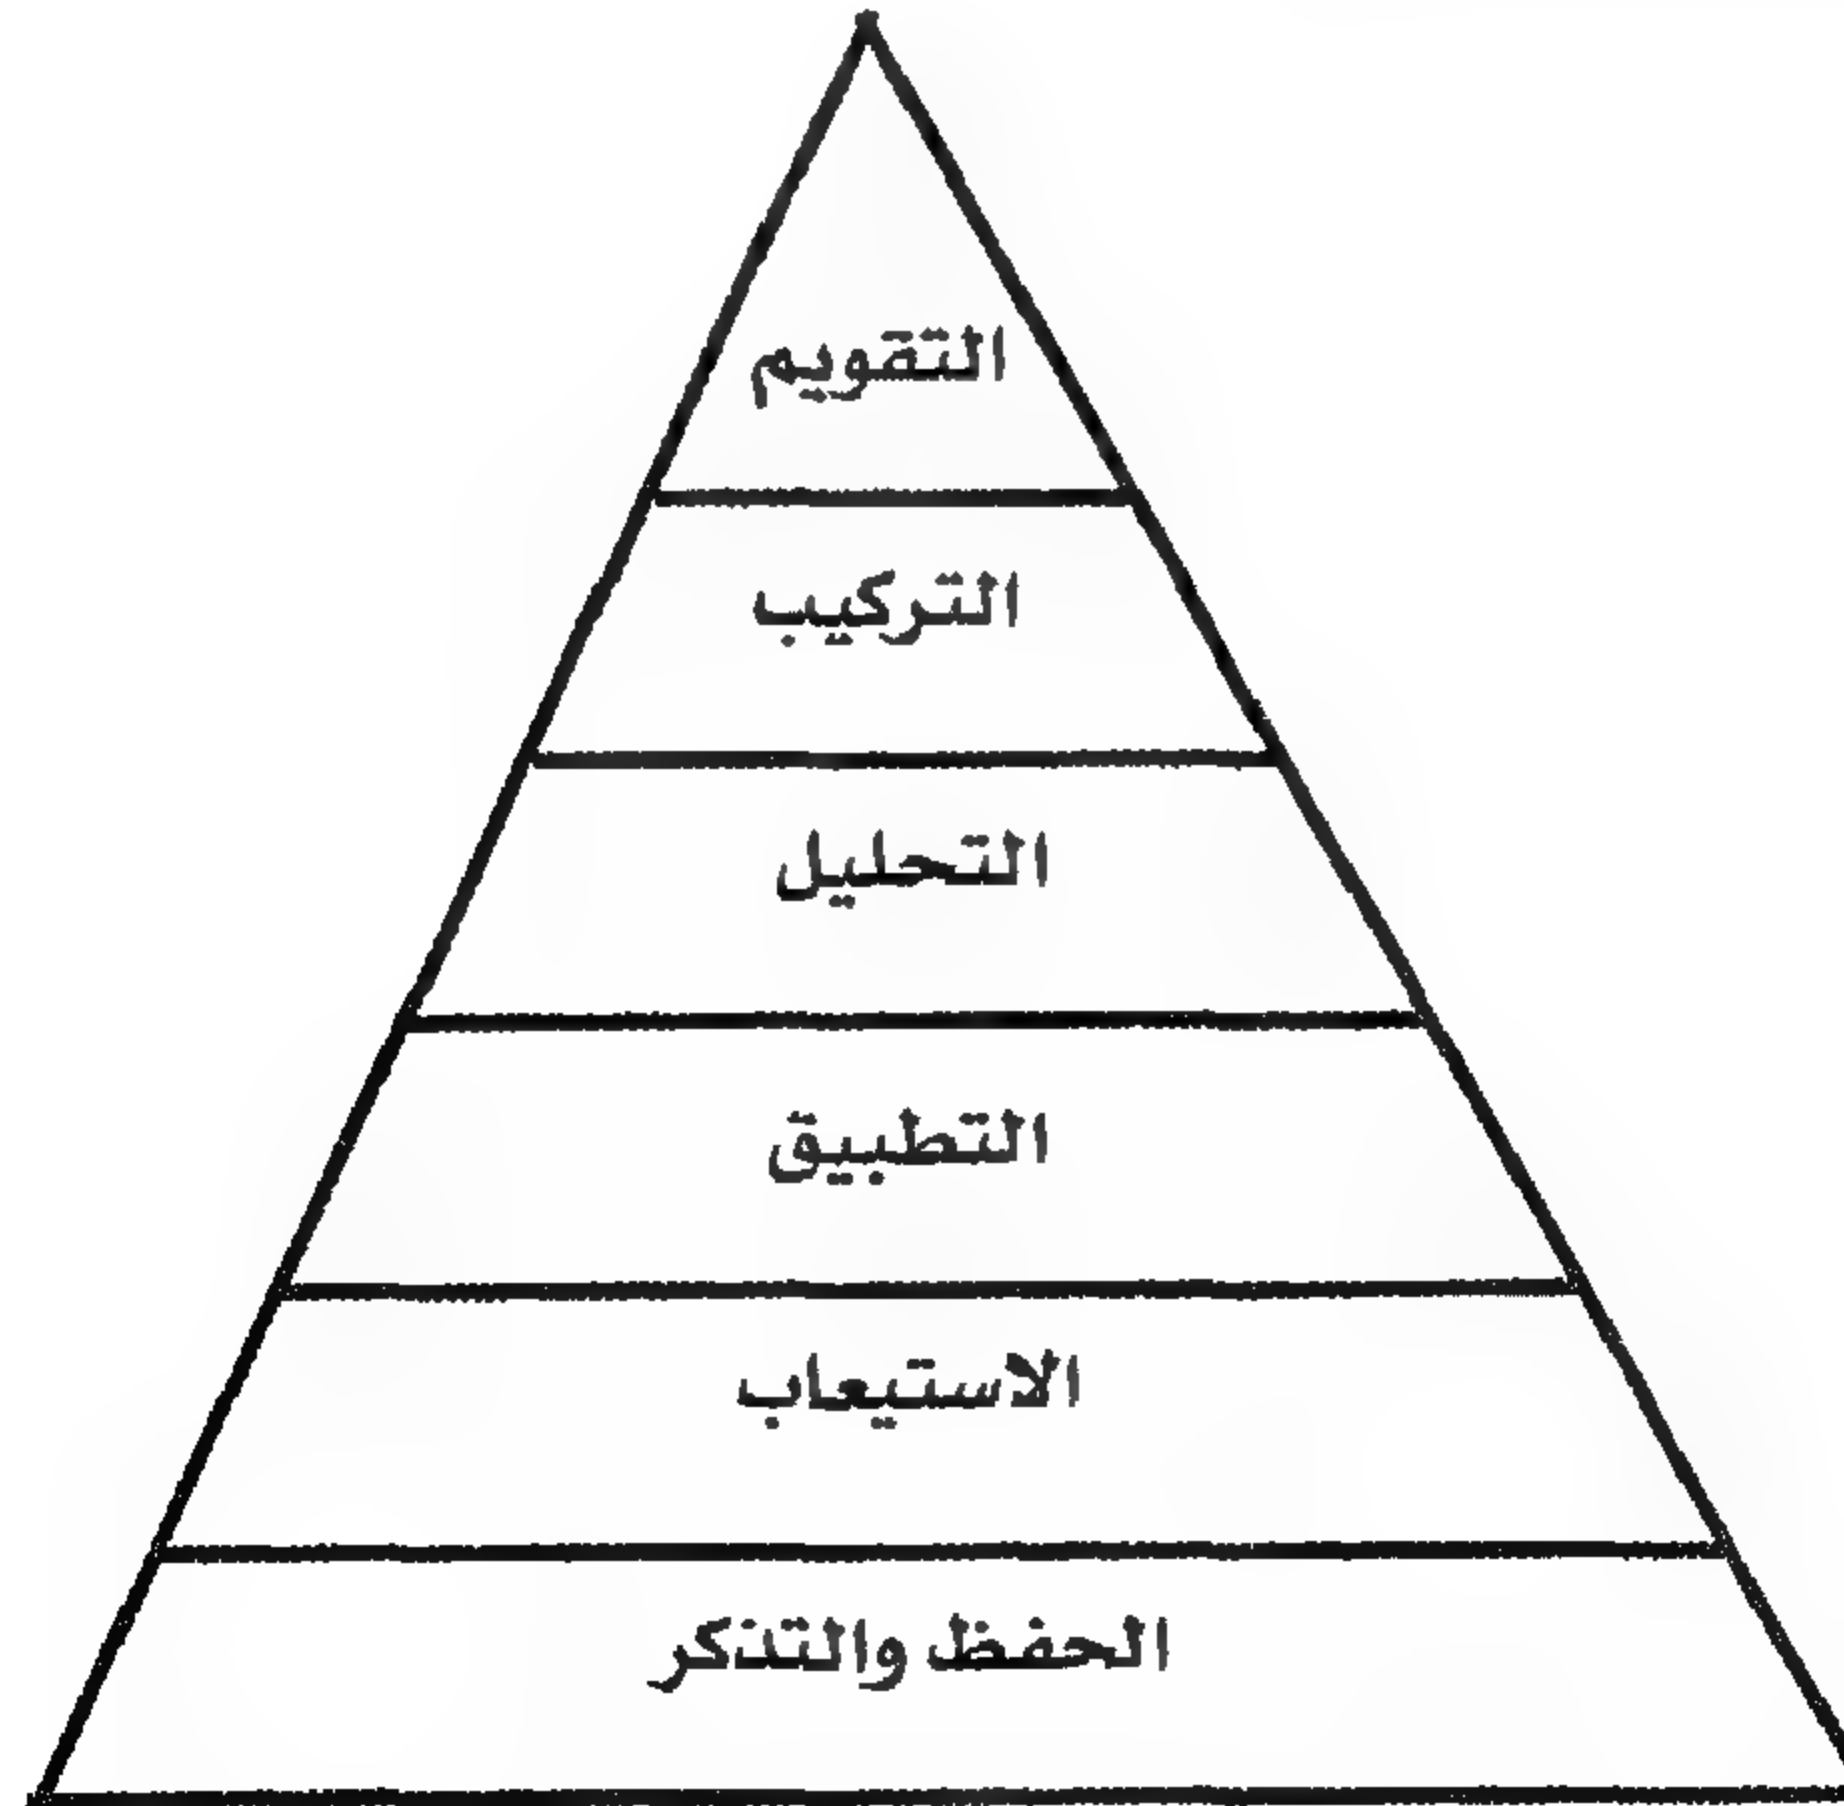 التقويم
التركيب
التحليل
التطبيق
الاستيعاب
الحفظ والتذكر